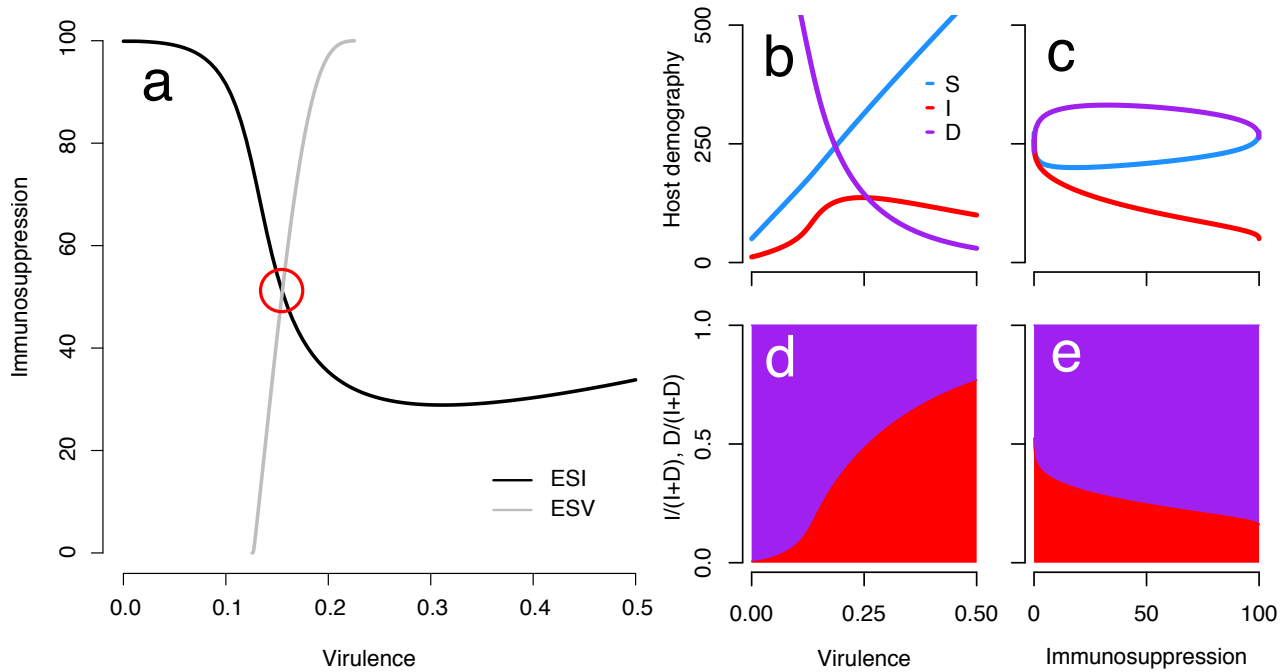 a
100
80
60
40
20
0
Immunosuppression
ESI
ESV
0.0 0.1 0.2 0.3 0.4 0.5
Virulence
b
S
I
D
500
250
0
Host demography
c
d
1.0
0.5
0.0
I/(I+D), D/(I+D)
0.00 0.25 0.50
Virulence
e
0 50 100
Immunosuppression